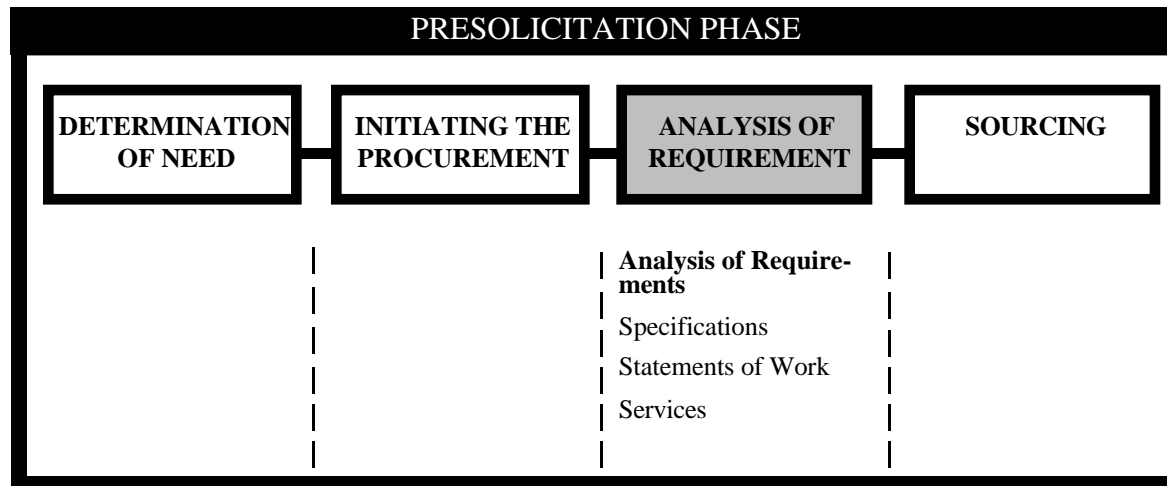 PRESOLICITATION PHASE
DETERMINATION
OF NEED
INITIATING THE
PROCUREMENT
ANALYSIS OF
REQUIREMENT
SOURCING
Analysis of Require-
ments
Specifications
Statements of Work
Services